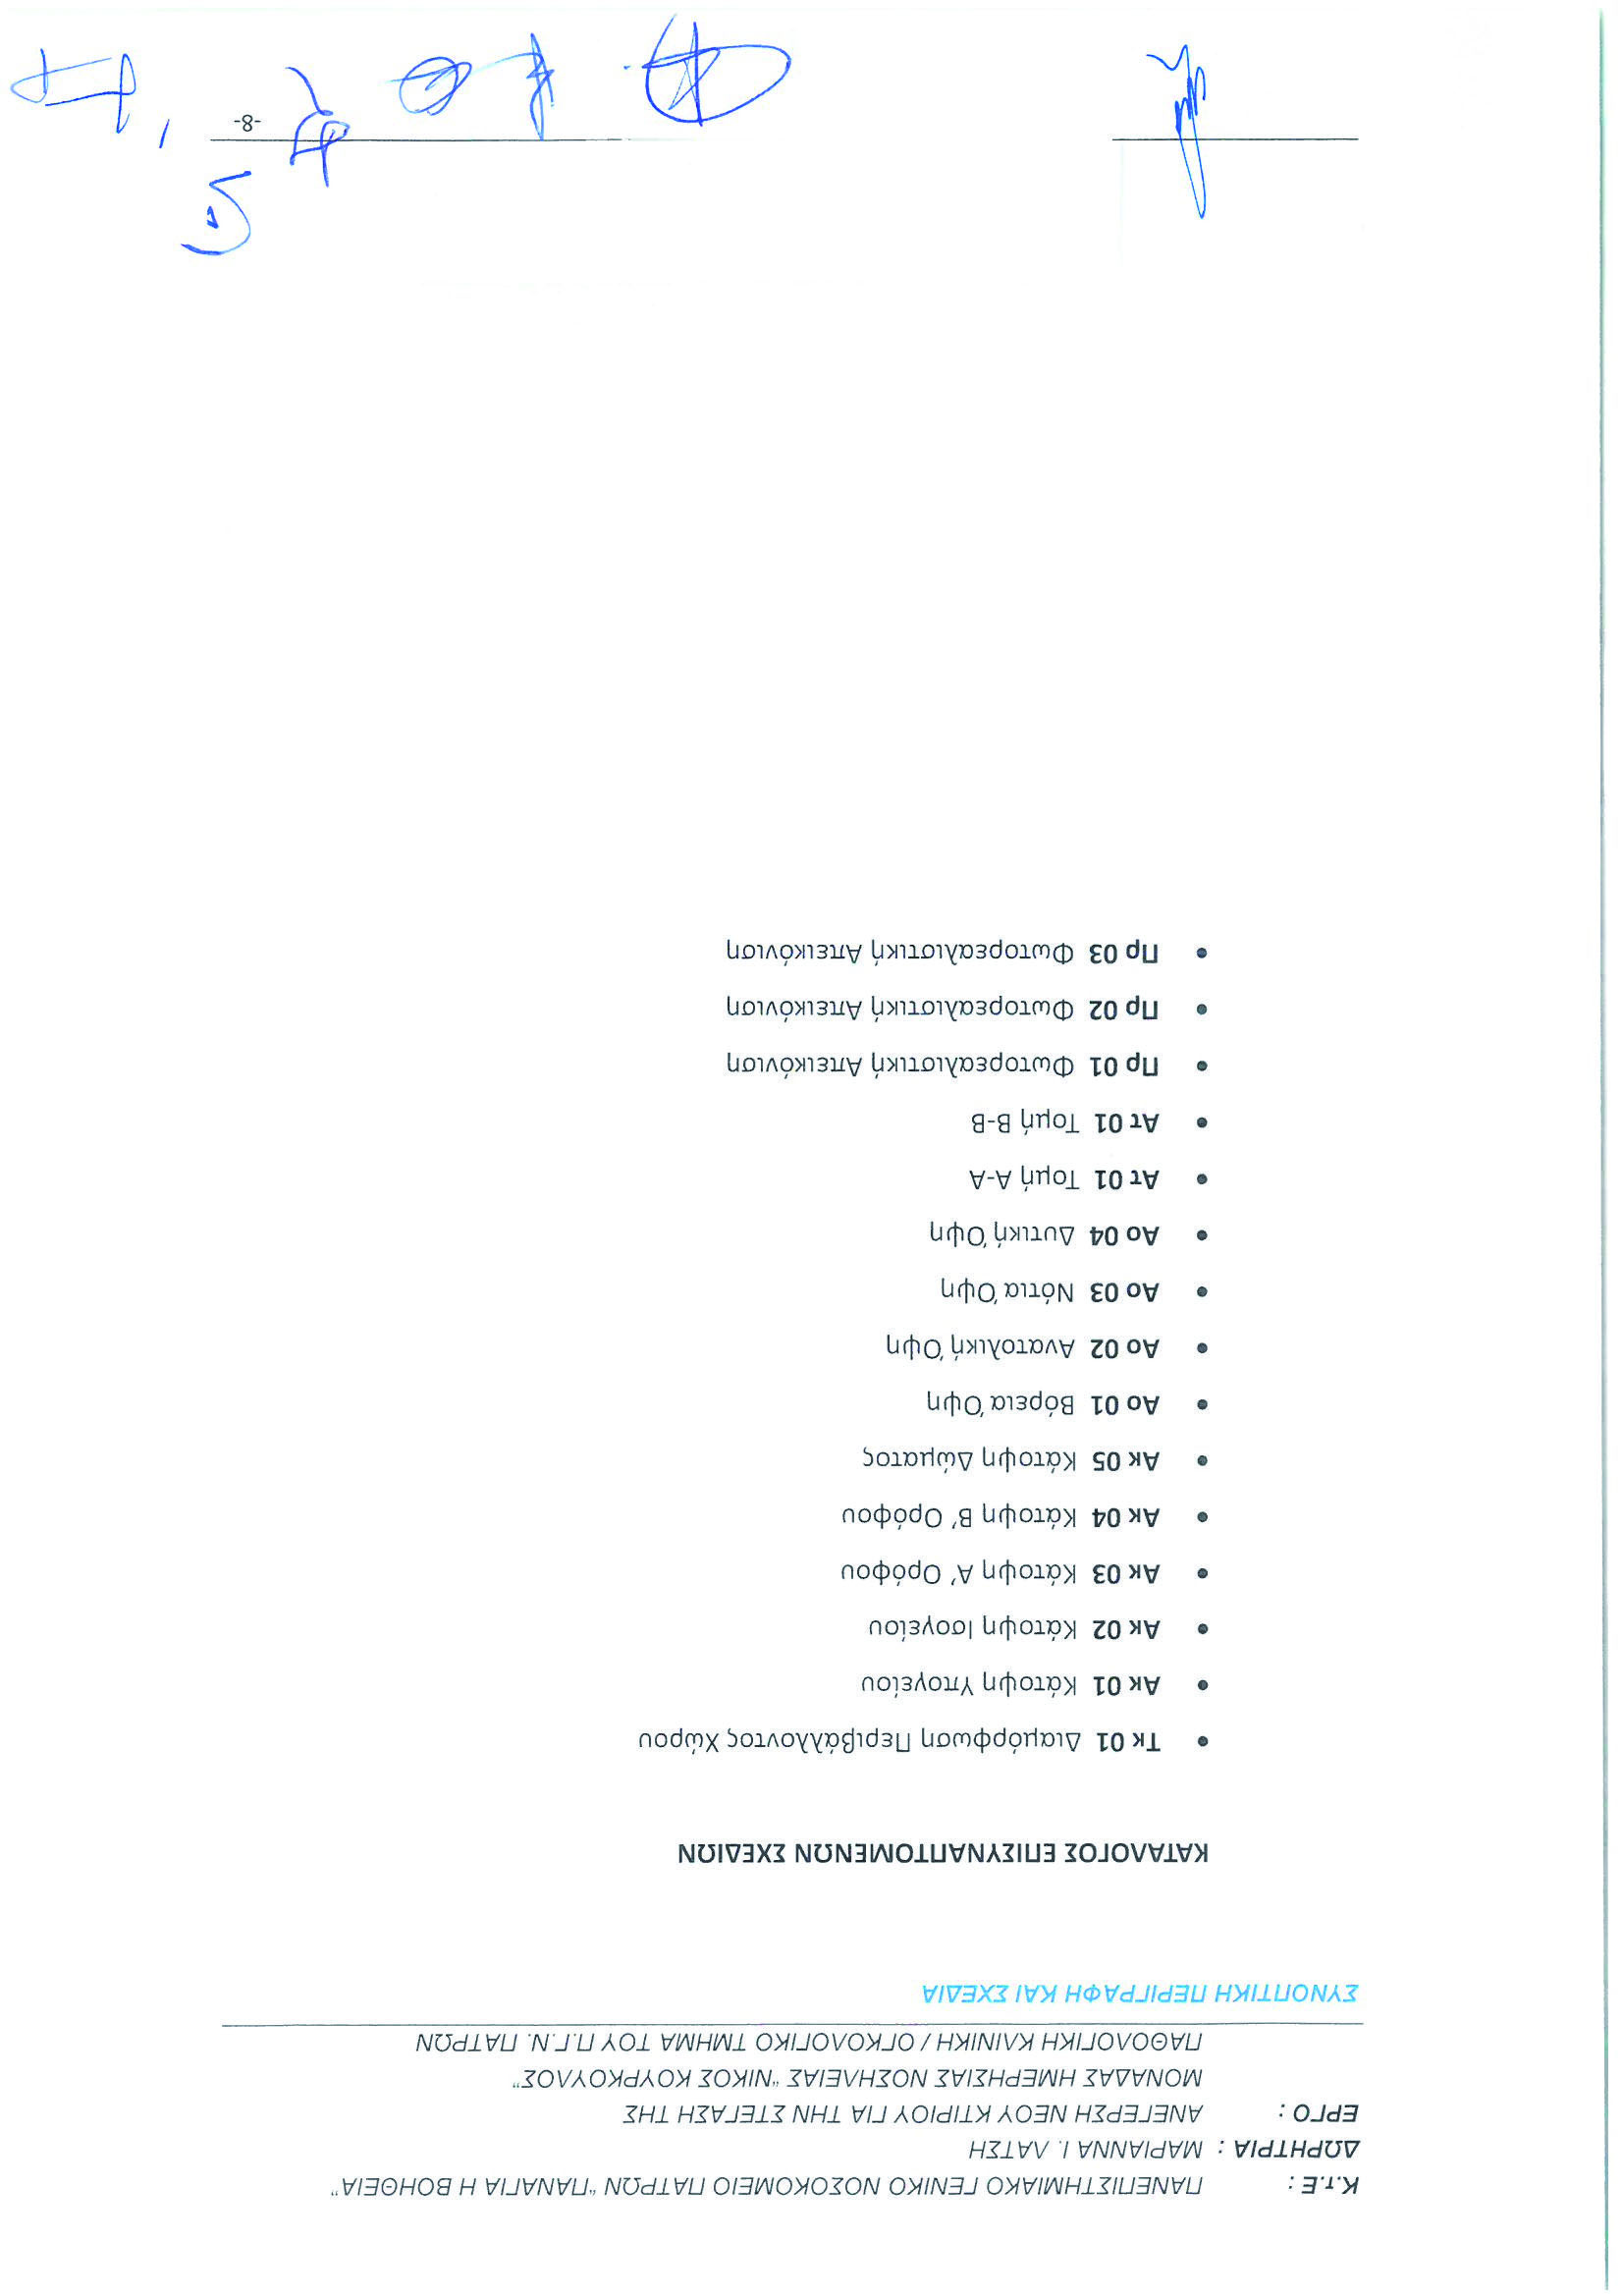 Κ.τ.Ε : ΠΑΝΕΠΙΣΤΗΜΙΑΚΟ ΓΕΝΙΚΟ ΝΟΣΟΚΟΜΕΙΟ ΠΑΤΡΩΝ "ΠΑΝΑΓΙΑ Η ΒΟΗΘΕΙΑ"
ΔΩΡΗΤΡΙΑ : ΜΑΡΙΑΝΝΑ Ι. ΛΑΤΣΗ
ΕΡΓΟ : ΑΝΕΓΕΡΣΗ ΝΕΟΥ ΚΤΙΡΙΟΥ ΓΙΑ ΤΗΝ ΣΤΕΓΑΣΗ ΤΗΣ
ΜΟΝΑΔΑΣ ΗΜΕΡΗΣΙΑΣ ΝΟΣΗΛΕΙΑΣ "ΝΙΚΟΣ ΚΟΥΡΚΟΥΛΟΣ"
ΠΑΘΟΛΟΓΙΚΗ ΚΛΙΝΙΚΗ / ΟΓΚΟΛΟΓΙΚΟ ΤΜΗΜΑ ΤΟΥ Π.Γ.Ν. ΠΑΤΡΩΝ
ΣΥΝΟΠΤΙΚΗ ΠΕΡΙΓΡΑΦΗ ΚΑΙ ΣΧΕΔΙΑ
ΚΑΤΑΛΟΓΟΣ ΕΠΙΣΥΝΑΠΤΟΜΕΝΩΝ ΣΧΕΔΙΩΝ
• Τκ 01 Διαμόρφωση Περιβάλλοντος Χώρου
• Ακ 01 Κάτοψη Υπογείου
• Ακ 02 Κάτοψη Ισογείου
• Ακ 03 Κάτοψη Α' Ορόφου
• Ακ 04 Κάτοψη Β' Ορόφου
• Ακ 05 Κάτοψη Δώματος
• Αο 01 Βόρεια Όψη
• Αο 02 Ανατολική Όψη
• Αο 03 Νότια Όψη
• Αο 04 Δυτική Όψη
• Ατ 01 Τομή Α-Α
• Ατ 01 Τομή Β-Β
• Πρ 01 Φωτορεαλιστική Απεικόνιση
• Πρ 02 Φωτορεαλιστική Απεικόνιση
• Πρ 03 Φωτορεαλιστική Απεικόνιση
-8-